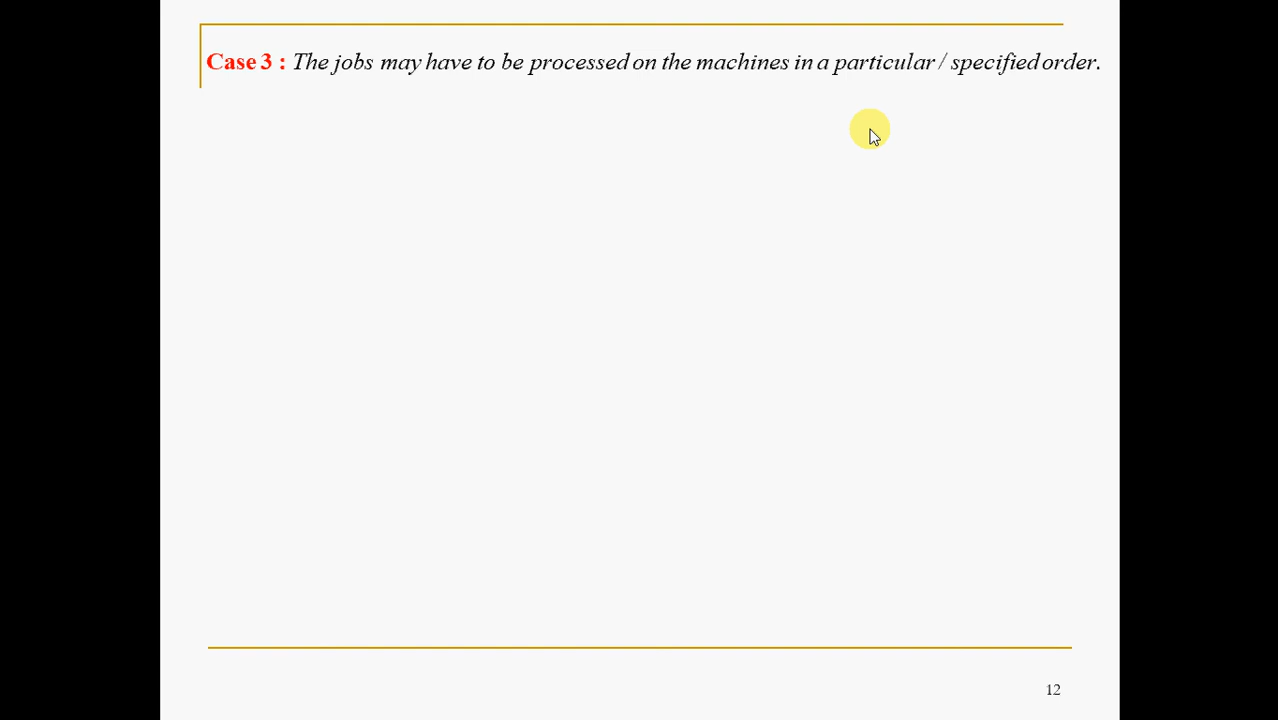 Case 3 : The jobs may have to be processed on the machines in a particular / specified order.
12